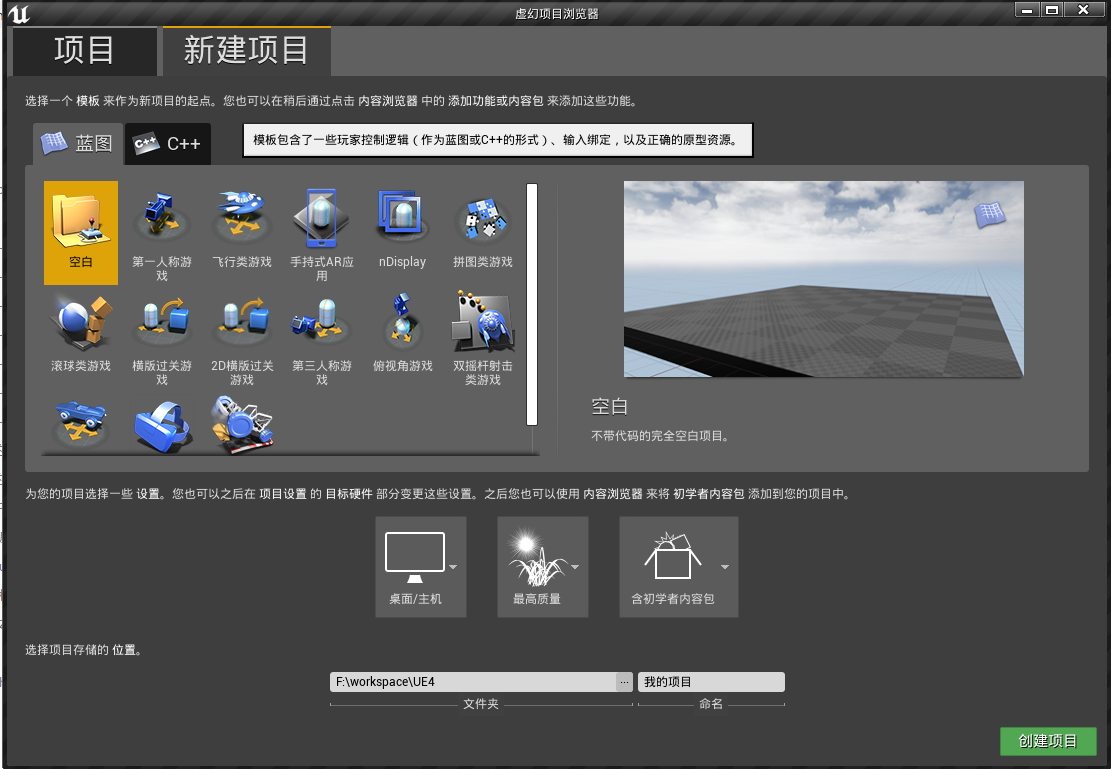 虚幻项目浏览器
项目
新建项目
选择一个 模板 来作为新项目的起点。您也可以在稍后通过点击 内容浏览器 中的 添加功能或内容包 来添加这些功能。
蓝图
C++
C++
模板包含了一些玩家控制逻辑（作为蓝图或C++的形式）、输入绑定，以及正确的原型资源。
空白
第一人称游
戏
飞行类游戏
手持式AR应
用
nDisplay
拼图类游戏
滚球类游戏
横版过关游
戏
2D横版过关
游戏
第三人称游
戏
俯视角游戏
双摇杆射击
类游戏
空白
不带代码的完全空白项目。
为您的项目选择一些 设置。您也可以之后在 项目设置 的 目标硬件 部分变更这些设置。之后您也可以使用 内容浏览器 来将 初学者内容包 添加到您的项目中。
桌面/主机
最高质量
含初学者内容包
选择项目存储的 位置。
F:\workspace\UE4
...
我的项目
文件夹
命名
创建项目